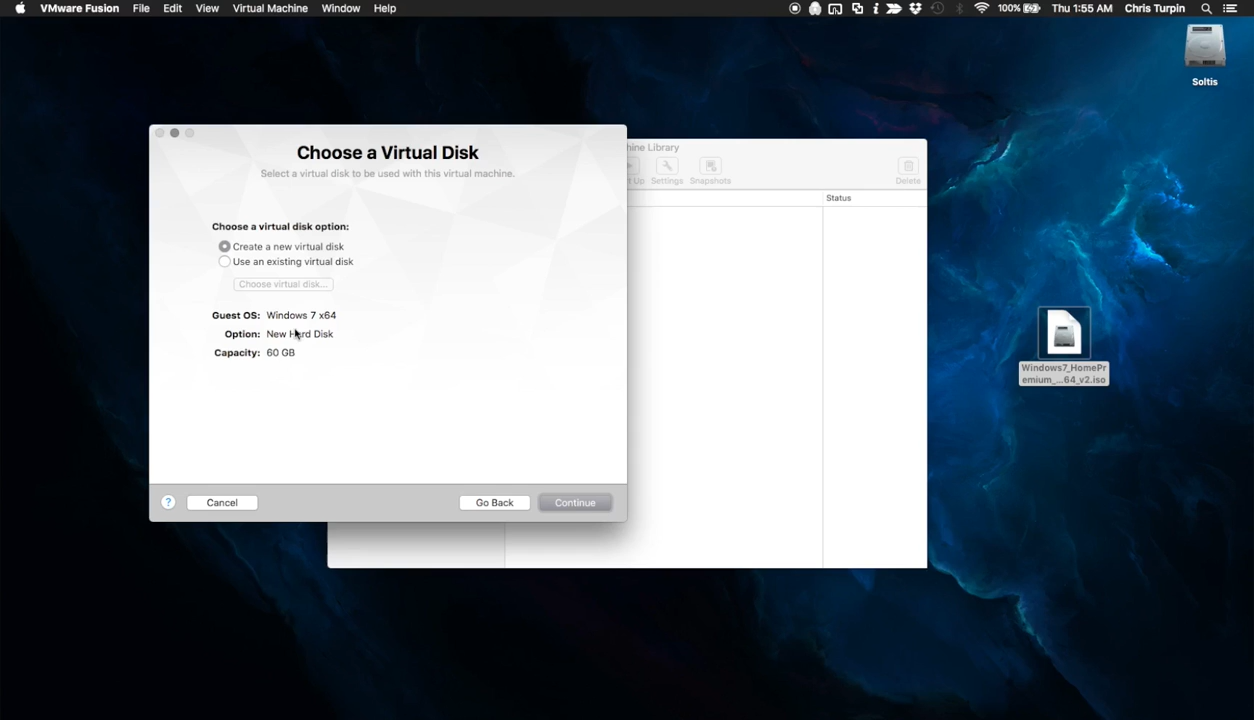 VMware Fusion File Edit View Virtual Machine Window Help
100% Thu 1:55 AM Chris Turpin
Soltis
Choose a Virtual Disk
Select a virtual disk to be used with this virtual machine.
Choose a virtual disk option:
Create a new virtual disk
Use an existing virtual disk
Choose virtual disk...
Guest OS: Windows 7 x64
Option: New Hard Disk
Capacity: 60 GB
? Cancel Go Back Continue
hine Library
t Up Settings Snapshots Delete
Status
Windows7_HomePr
emium_...64_v2.iso